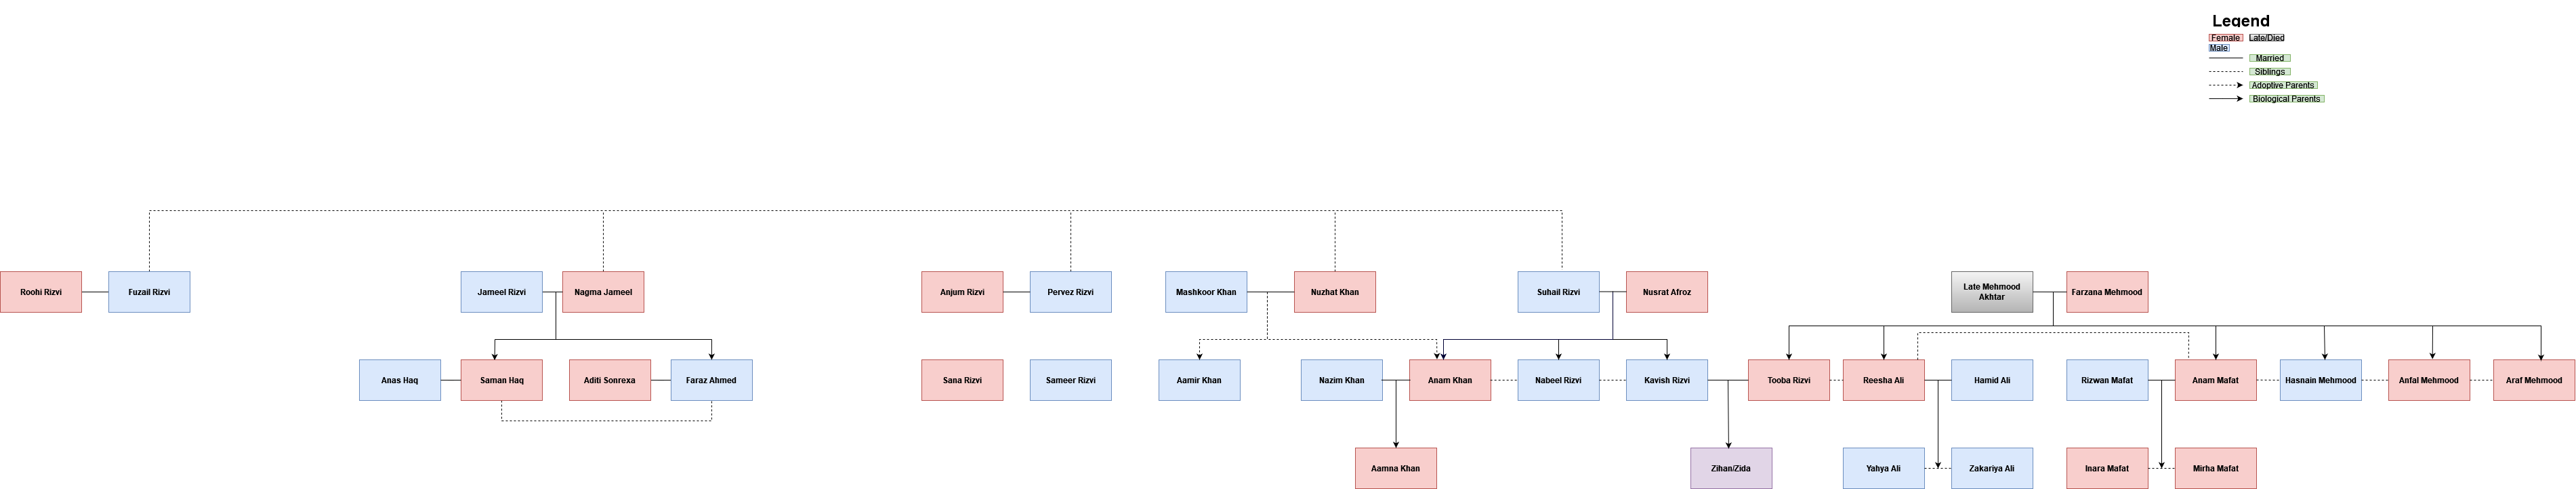 Legend
Female Late/Died
Male
Married
Siblings
Adoptive Parents
Biological Parents
Roohi Rizvi
Fuzail Rizvi
Jameel Rizvi
Nagma Jameel
Anjum Rizvi
Pervez Rizvi
Mashkoor Khan
Nuzhat Khan
Suhail Rizvi
Nusrat Afroz
Late Mehmood
Akhtar
Farzana Mehmood
Anas Haq
Saman Haq
Aditi Sonrexa
Faraz Ahmed
Sana Rizvi
Sameer Rizvi
Aamir Khan
Nazim Khan
Anam Khan
Nabeel Rizvi
Kavish Rizvi
Tooba Rizvi
Reesha Ali
Hamid Ali
Rizwan Mafat
Anam Mafat
Hasnain Mehmood
Anfal Mehmood
Araf Mehmood
Aamna Khan
Zihan/Zida
Yahya Ali
Zakariya Ali
Inara Mafat
Mirha Mafat